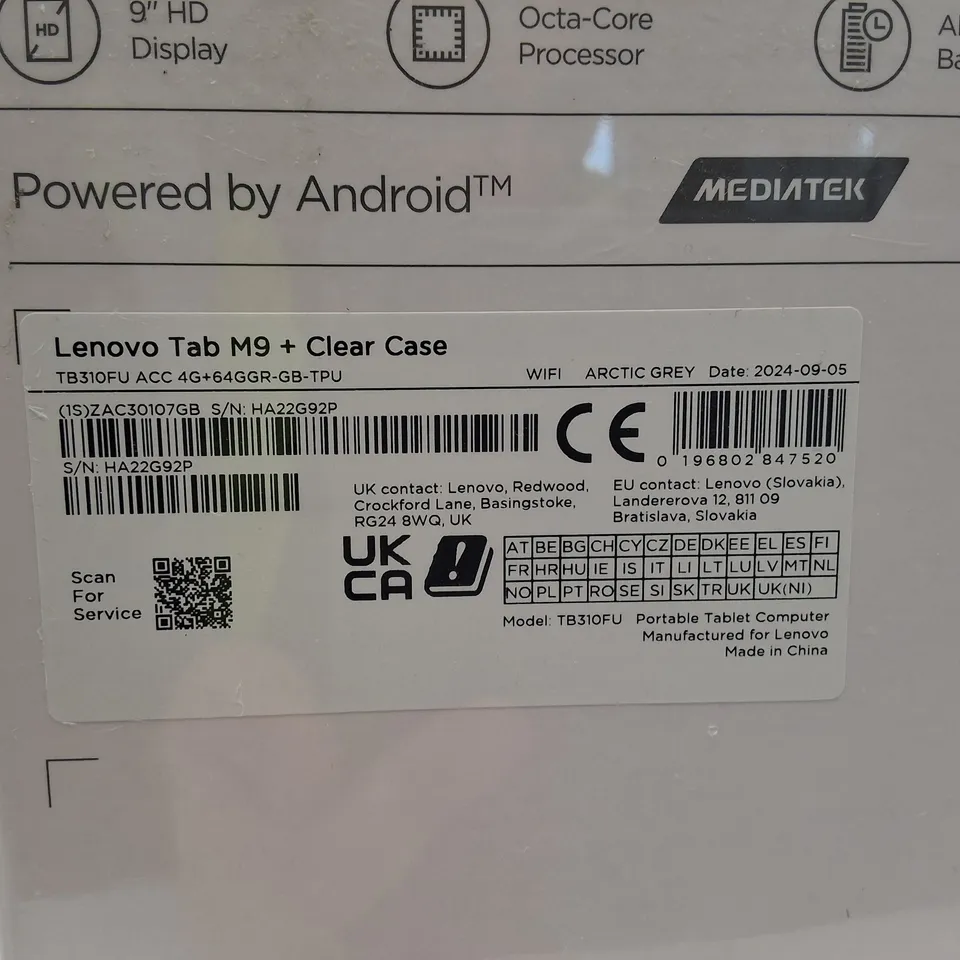 HD
9" HD
Display
Octa-Core
Processor
Powered by Android™
MEDIATEK
Lenovo Tab M9 + Clear Case
TB310FU ACC 4G+64GGR-GB-TPU WIFI ARCTIC GREY Date: 2024-09-05
(1S)ZAC30107GB S/N: HA22G92P
CE
0 196802 847520
S/N: HA22G92P
UK contact: Lenovo, Redwood,
Crockford Lane, Basingstoke,
RG24 8WQ, UK
EU contact: Lenovo (Slovakia),
Landererova 12, 811 09
Bratislava, Slovakia
UK
CA
Scan
For
Service
AT BE BG CH CY CZ DE DK EE EL ES FI
FR HR HU IE IS IT LI LT LU LV MT NL
NO PL PT RO SE SI SK TR UK UK(NI)
Model: TB310FU Portable Tablet Computer
Manufactured for Lenovo
Made in China